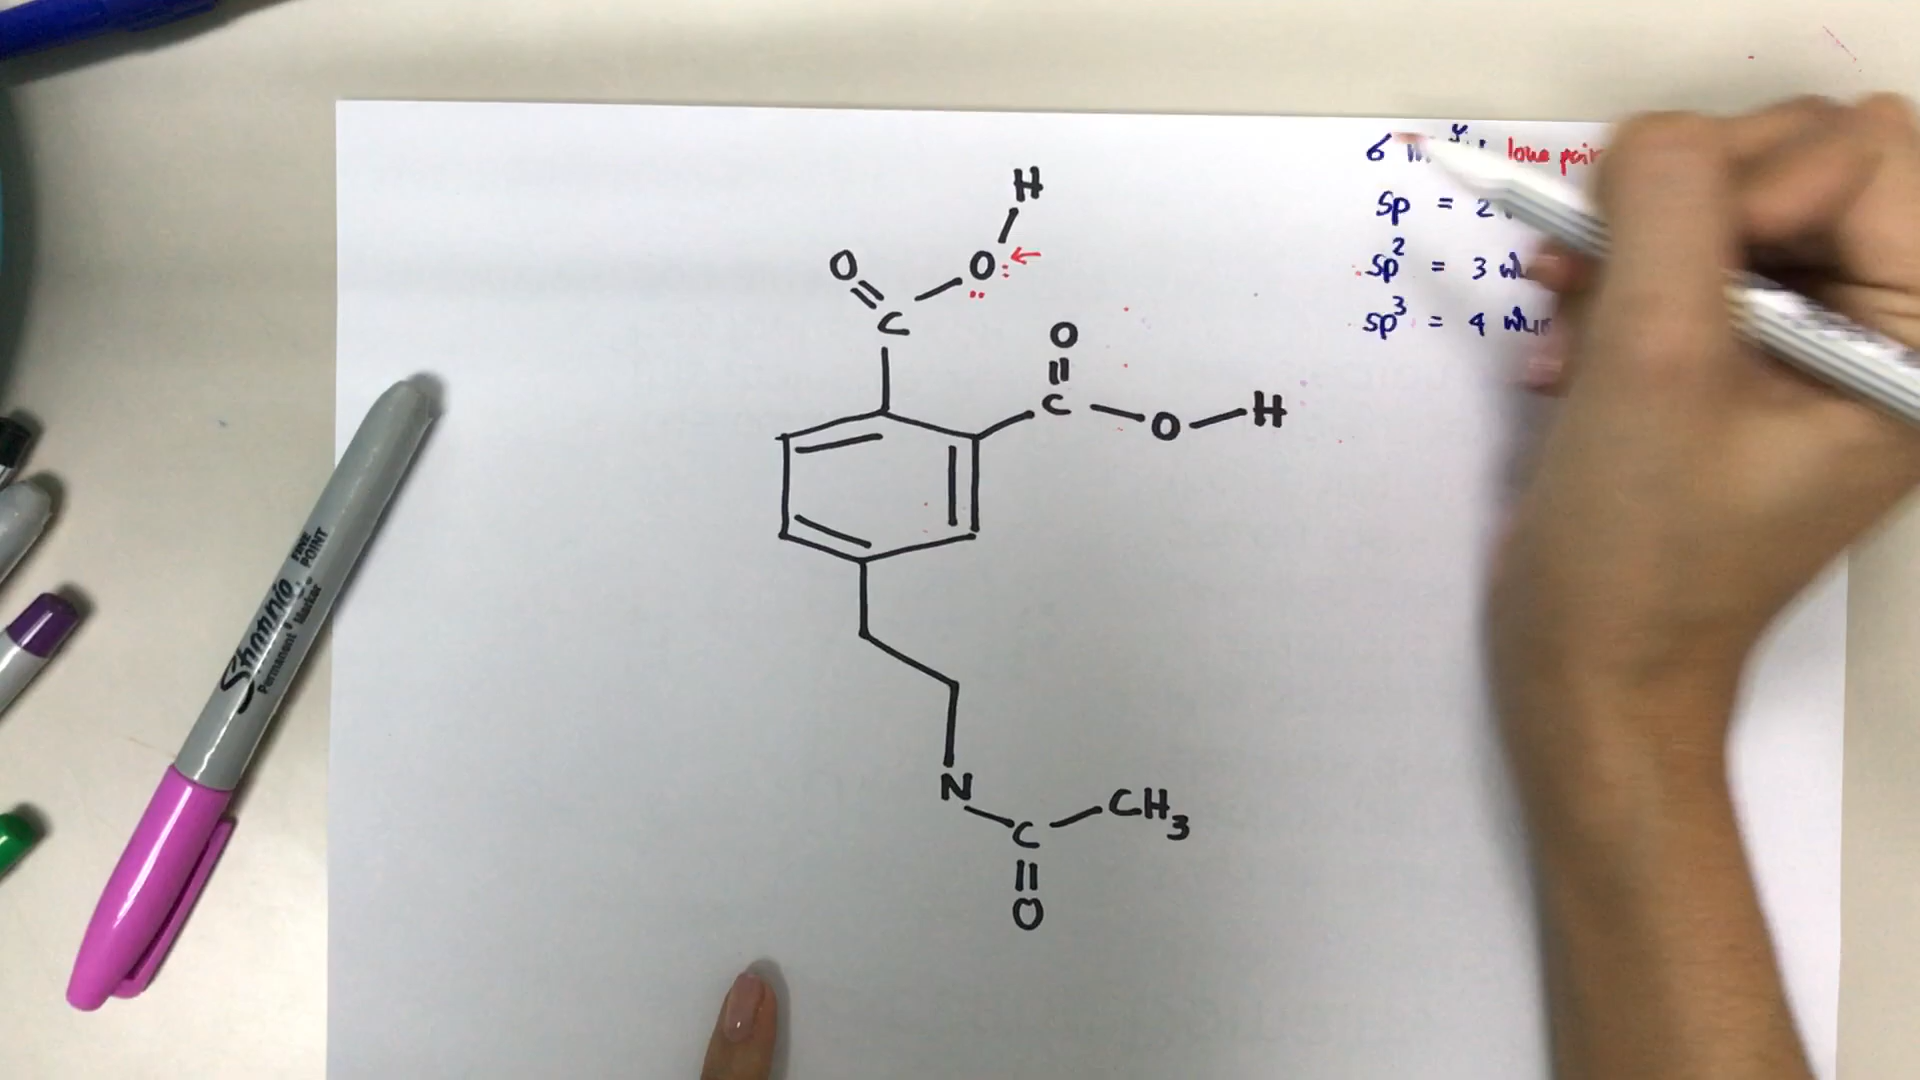 H
O O
C
O
C O H
N
C CH3
O
6 lone pair
sp = 2
sp2 = 3
sp3 = 4
Sharpie
FINE POINT
Permanent Marker